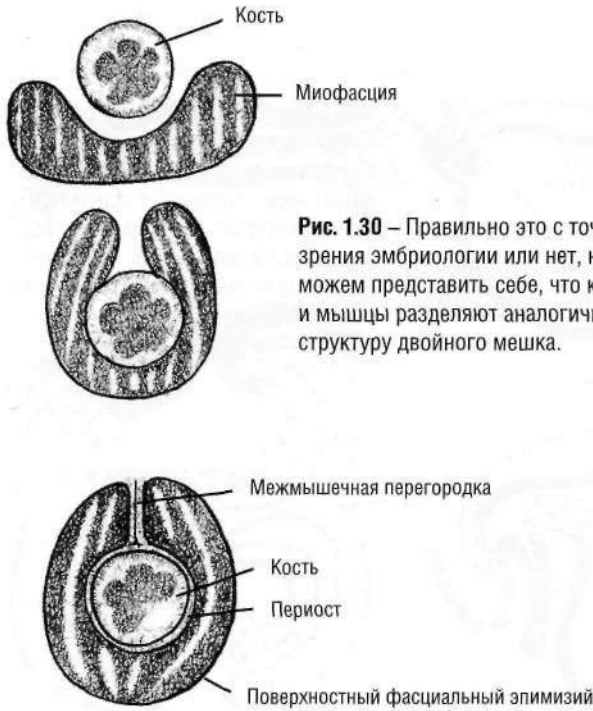 Кость
Миофасция
Рис. 1.30 – Правильно это с точ
зрения эмбриологии или нет, н
можем представить себе, что к
и мышцы разделяют аналогич
структуру двойного мешка.
Межмышечная перегородка
Кость
Периост
Поверхностный фасциальный эпимизий